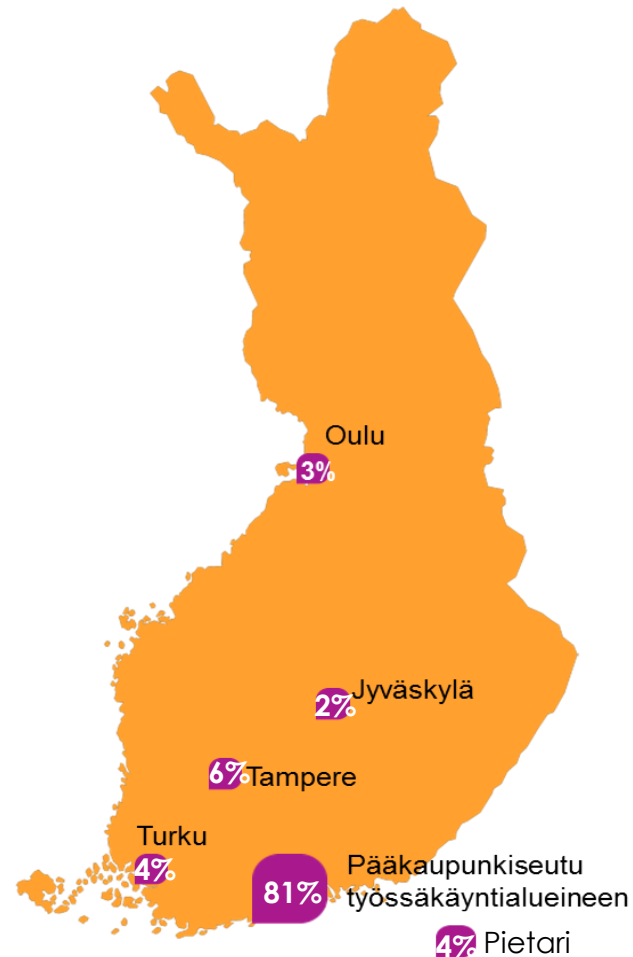 Oulu
3%
Jyväskylä
2%
6% Tampere
Turku
4%
81%
Pääkaupunkiseutu
työssäkäyntialueineen
4% Pietari